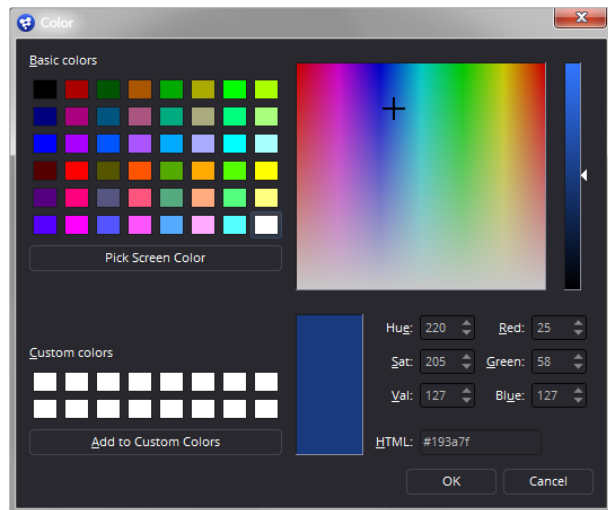 Color
Basic colors
Pick Screen Color
Custom colors
Add to Custom Colors
Hue: 220 Red: 25
Sat: 205 Green: 58
Val: 127 Blue: 127
HTML: #193a7f
OK Cancel